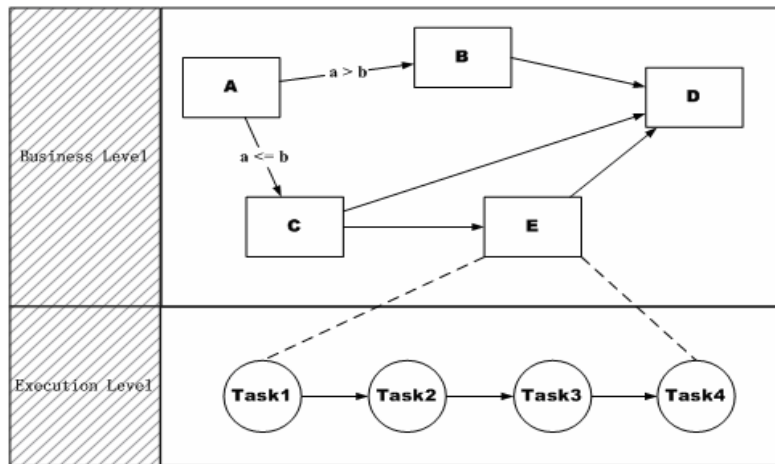 A
a > b
B
D
Business Level
a <= b
C
E
Execution Level
Task1
Task2
Task3
Task4